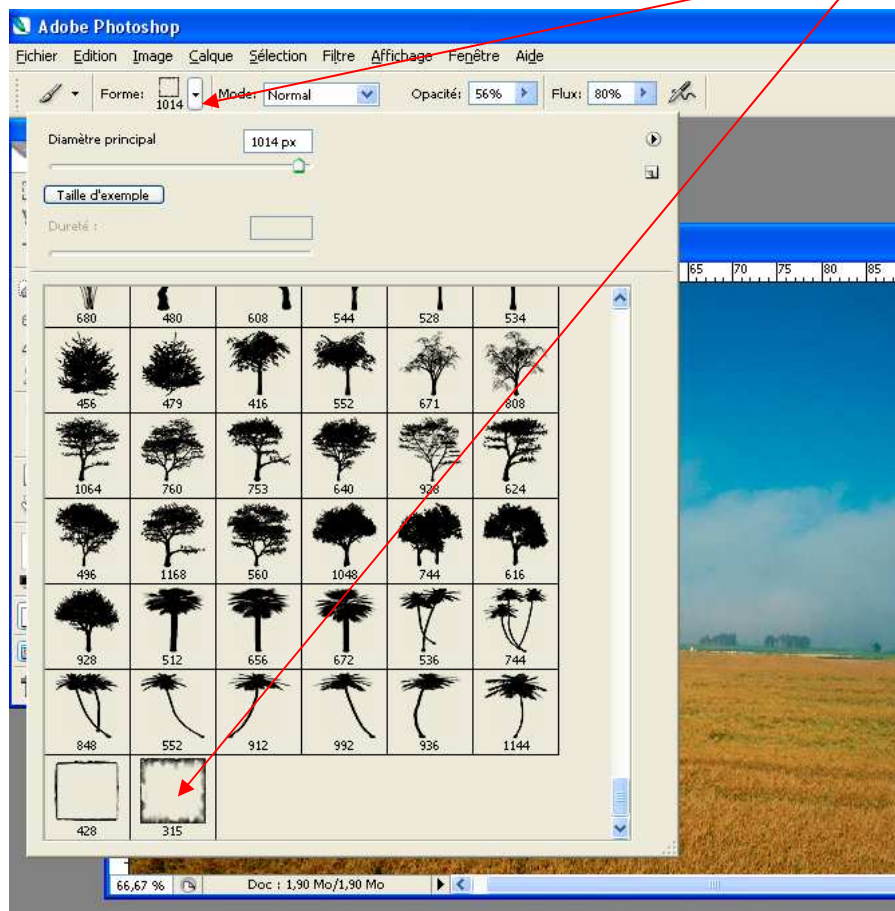 Adobe Photoshop
Fichier Edition Image Calque Sélection Filtre Affichage Fenêtre Aide
Forme: 1014 Mode: Normal Opacité: 56% Flux: 80%
Diamètre principal 1014 px
Taille d'exemple
Dureté :
65 70 75 80 85
680 480 608 544 528 534
456 479 416 552 671 808
1064 760 753 640 928 624
496 1168 560 1048 744 616
928 512 656 672 536 744
848 552 912 992 936 1144
428 315
66,67 % Doc : 1,90 Mo/1,90 Mo